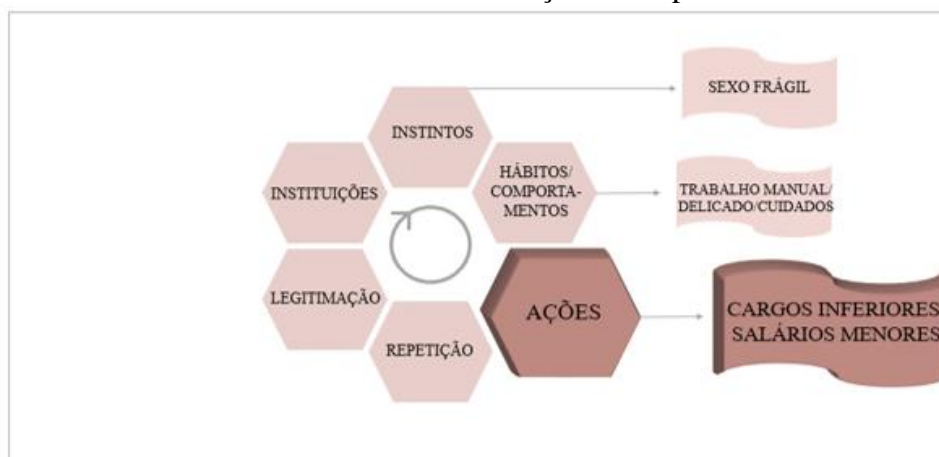 INSTINTOS
SEXO FRÁGIL
HÁBITOS/
COMPORTA-
MENTOS
TRABALHO MANUAL/
DELICADO/CUIDADOS
INSTITUIÇÕES
AÇÕES
CARGOS INFERIORES
SALÁRIOS MENORES
LEGITIMAÇÃO
REPETIÇÃO